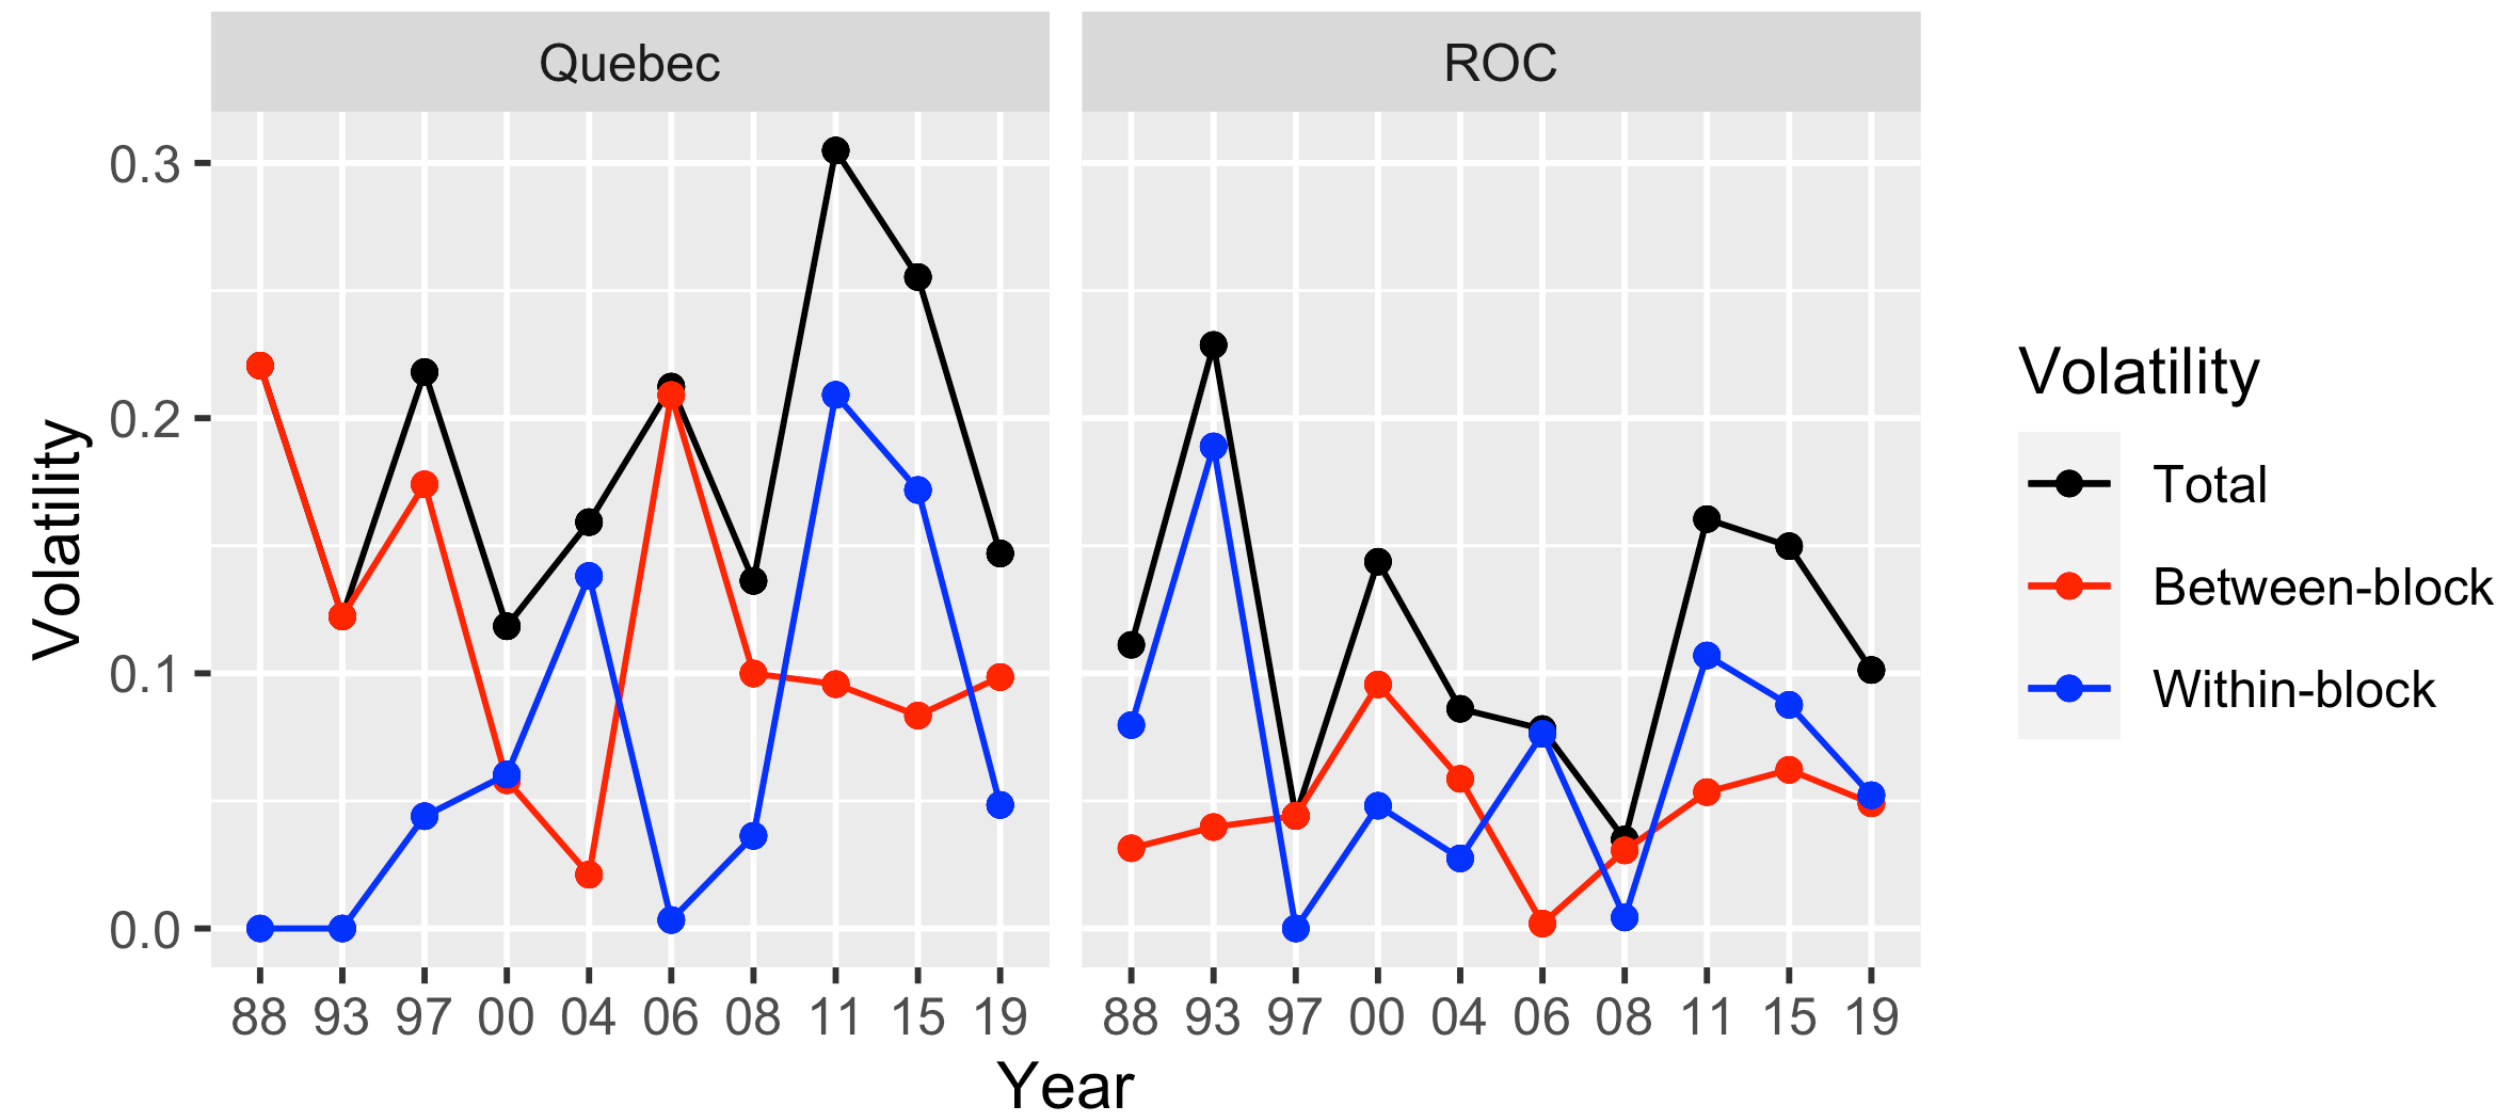 Quebec
ROC
0.3
0.2
0.1
0.0
Volatility
88 93 97 00 04 06 08 11 15 19
88 93 97 00 04 06 08 11 15 19
Year
Volatility
Total
Between-block
Within-block